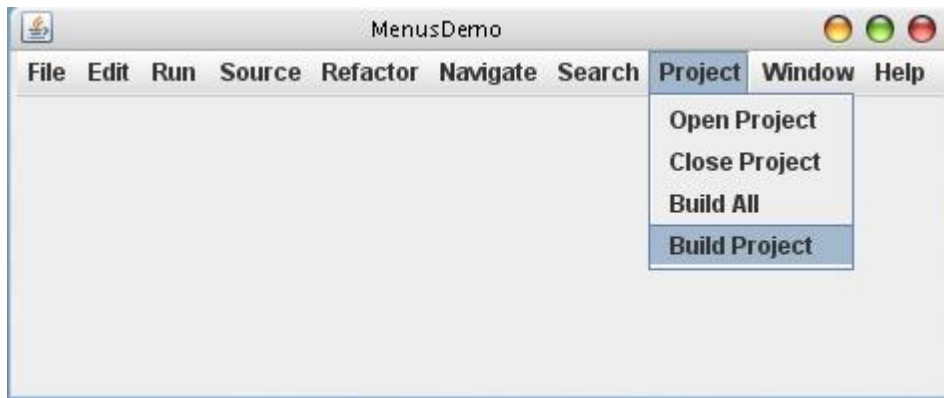 MenusDemo
File Edit Run Source Refactor Navigate Search Project Window Help
Open Project
Close Project
Build All
Build Project